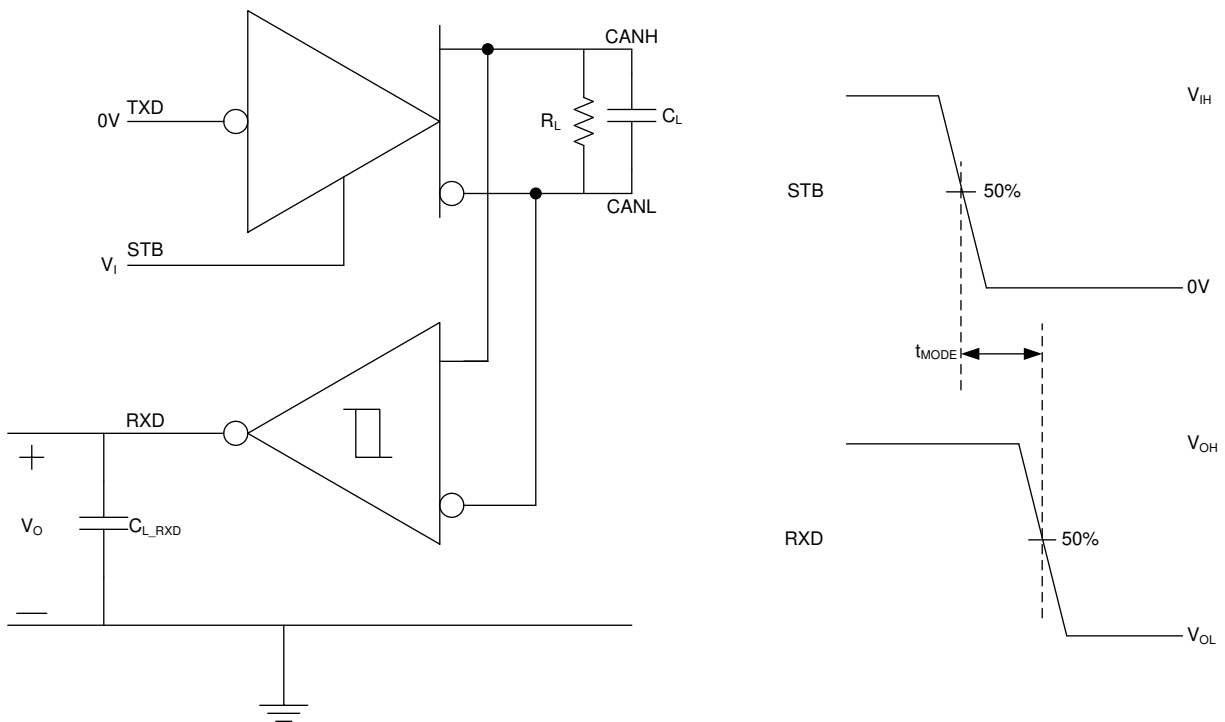 CANH
TXD
0V
R_L
C_L
CANL
STB
V_I
RXD
+
V_O
C_L_RXD
—
V_IH
STB
50%
0V
t_MODE
V_OH
RXD
50%
V_OL